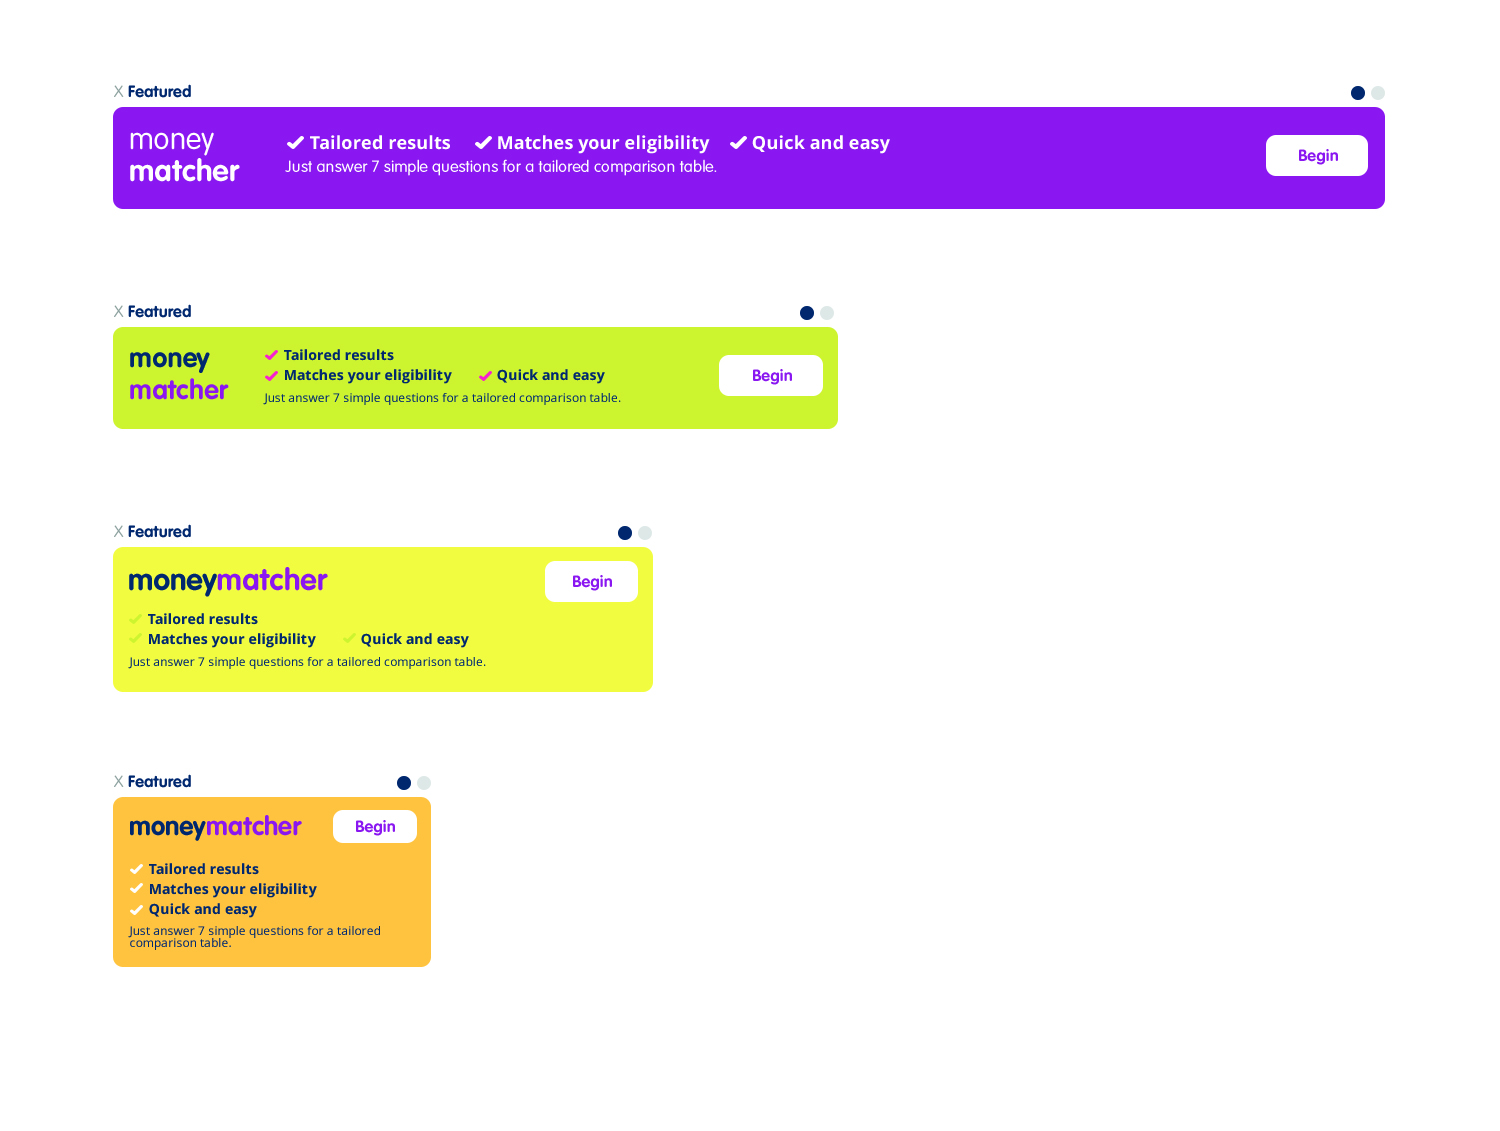 X Featured
money
matcher
Tailored results Matches your eligibility Quick and easy
Just answer 7 simple questions for a tailored comparison table.
Begin
X Featured
money
matcher
Tailored results
Matches your eligibility Quick and easy
Just answer 7 simple questions for a tailored comparison table.
Begin
X Featured
moneymatcher
Begin
Tailored results
Matches your eligibility Quick and easy
Just answer 7 simple questions for a tailored comparison table.
X Featured
moneymatcher
Begin
Tailored results
Matches your eligibility
Quick and easy
Just answer 7 simple questions for a tailored
comparison table.